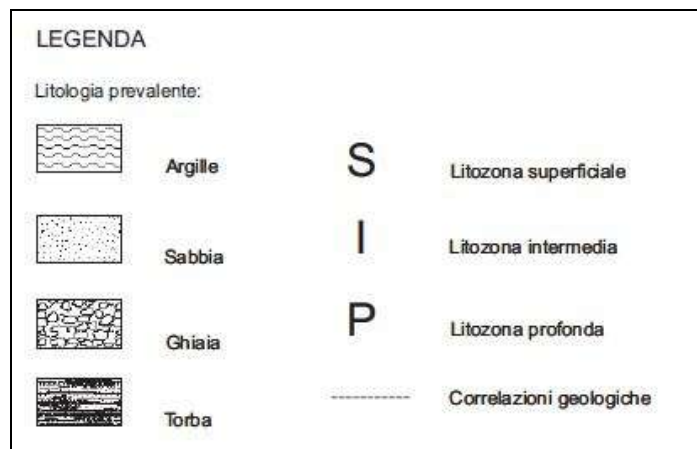 LEGENDA
Litologia prevalente:
Argille
S
Litozona superficiale
Sabbia
I
Litozona intermedia
Ghiaia
P
Litozona profonda
Torba
Correlazioni geologiche